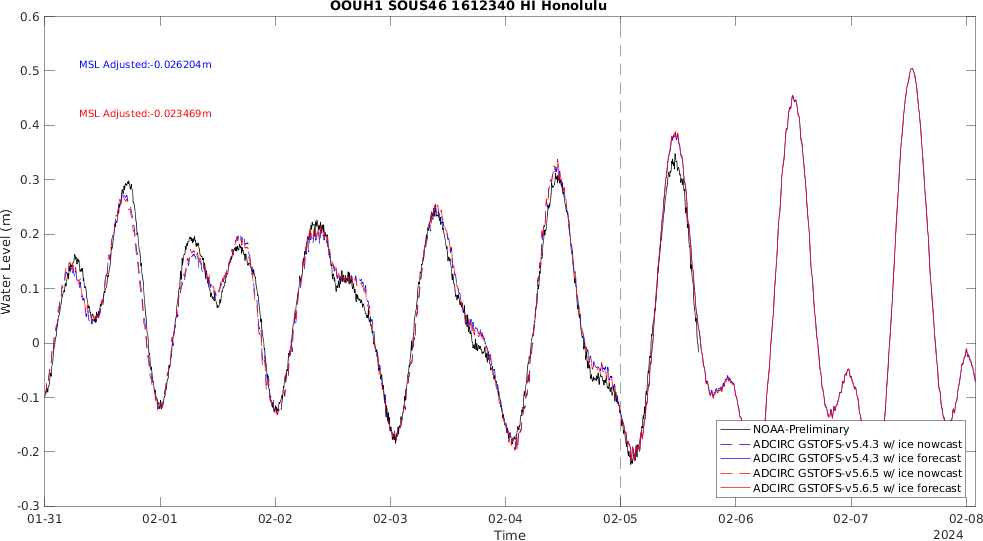 OOUH1 SOUS46 1612340 HI Honolulu
0.6
0.5
0.4
0.3
0.2
0.1
0
-0.1
-0.2
-0.3
Water Level (m)
MSL Adjusted:-0.026204m
MSL Adjusted:-0.023469m
NOAA-Preliminary
ADCIRC GSTOFS-v5.4.3 w/ ice nowcast
ADCIRC GSTOFS-v5.4.3 w/ ice forecast
ADCIRC GSTOFS-v5.6.5 w/ ice nowcast
ADCIRC GSTOFS-v5.6.5 w/ ice forecast
01-31 02-01 02-02 02-03 02-04 02-05 02-06 02-07 02-08
Time
2024